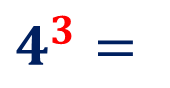 4³ =